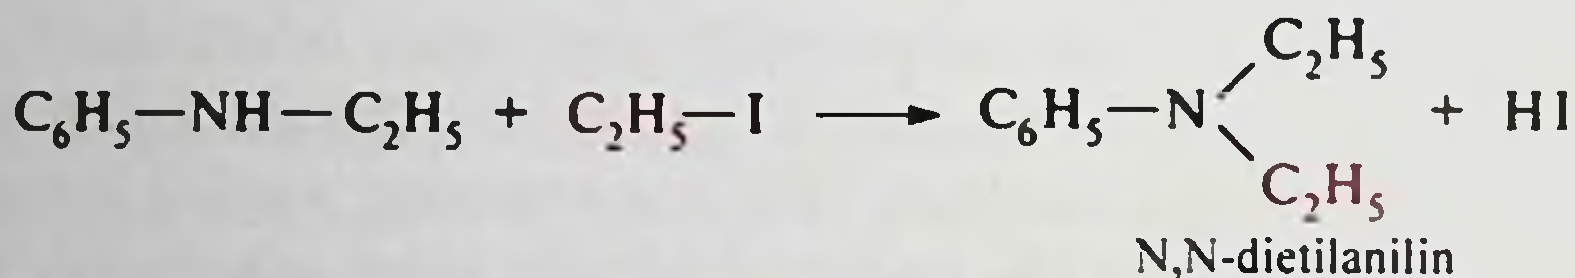 C₂H₅
C₆H₅—NH—C₂H₅ + C₂H₅—I ⟶ C₆H₅—N + HI
C₂H₅
N,N-dietilanilin